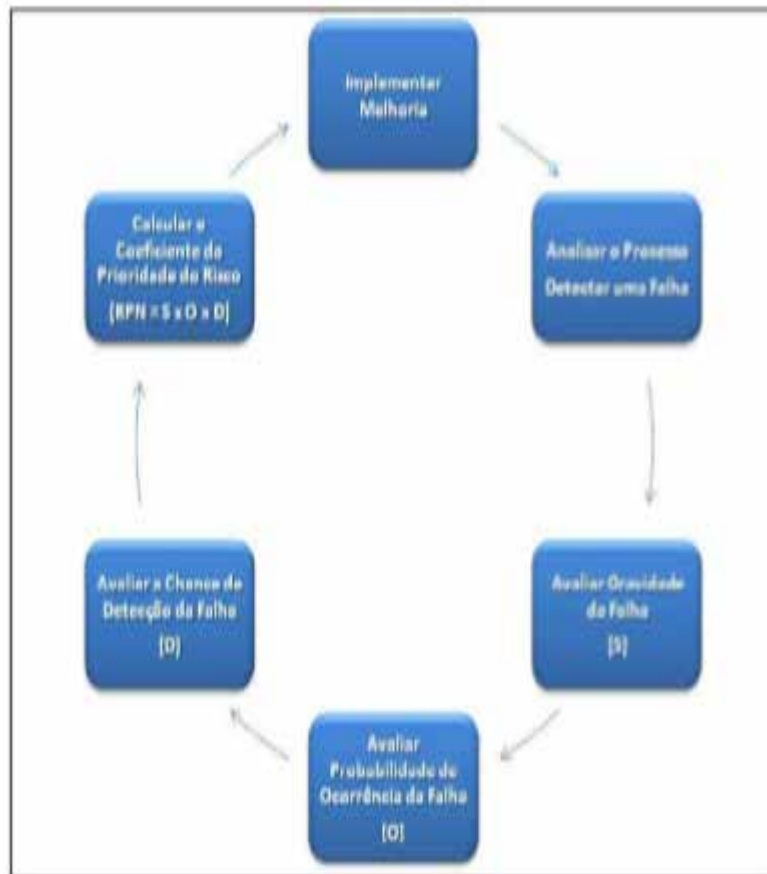 Implementar
Melhoria
Analisar o Processo
Detectar uma Falha
Avaliar Gravidade
da Falha
[S]
Avaliar
Probabilidade de
Ocorrência da Falha
[O]
Avaliar a Chance de
Detecção da Falha
[D]
Calcular o
Coeficiente de
Prioridade do Risco
[RPN = S x O x D]